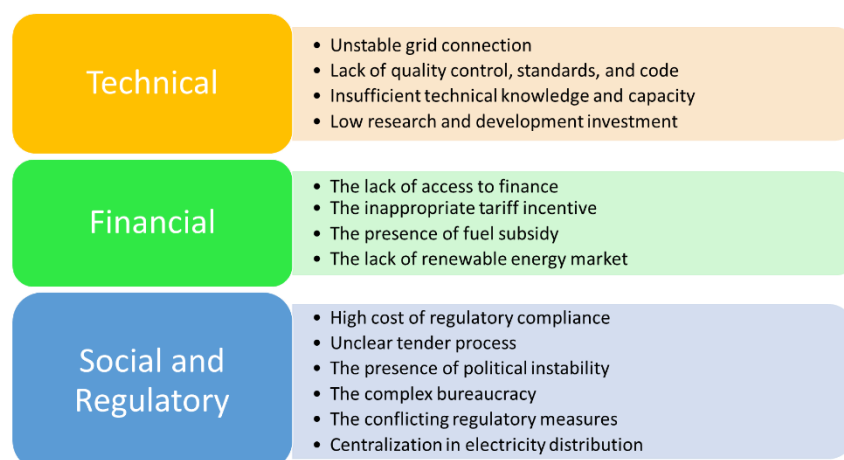 Technical
• Unstable grid connection
• Lack of quality control, standards, and code
• Insufficient technical knowledge and capacity
• Low research and development investment
Financial
• The lack of access to finance
• The inappropriate tariff incentive
• The presence of fuel subsidy
• The lack of renewable energy market
Social and
Regulatory
• High cost of regulatory compliance
• Unclear tender process
• The presence of political instability
• The complex bureaucracy
• The conflicting regulatory measures
• Centralization in electricity distribution